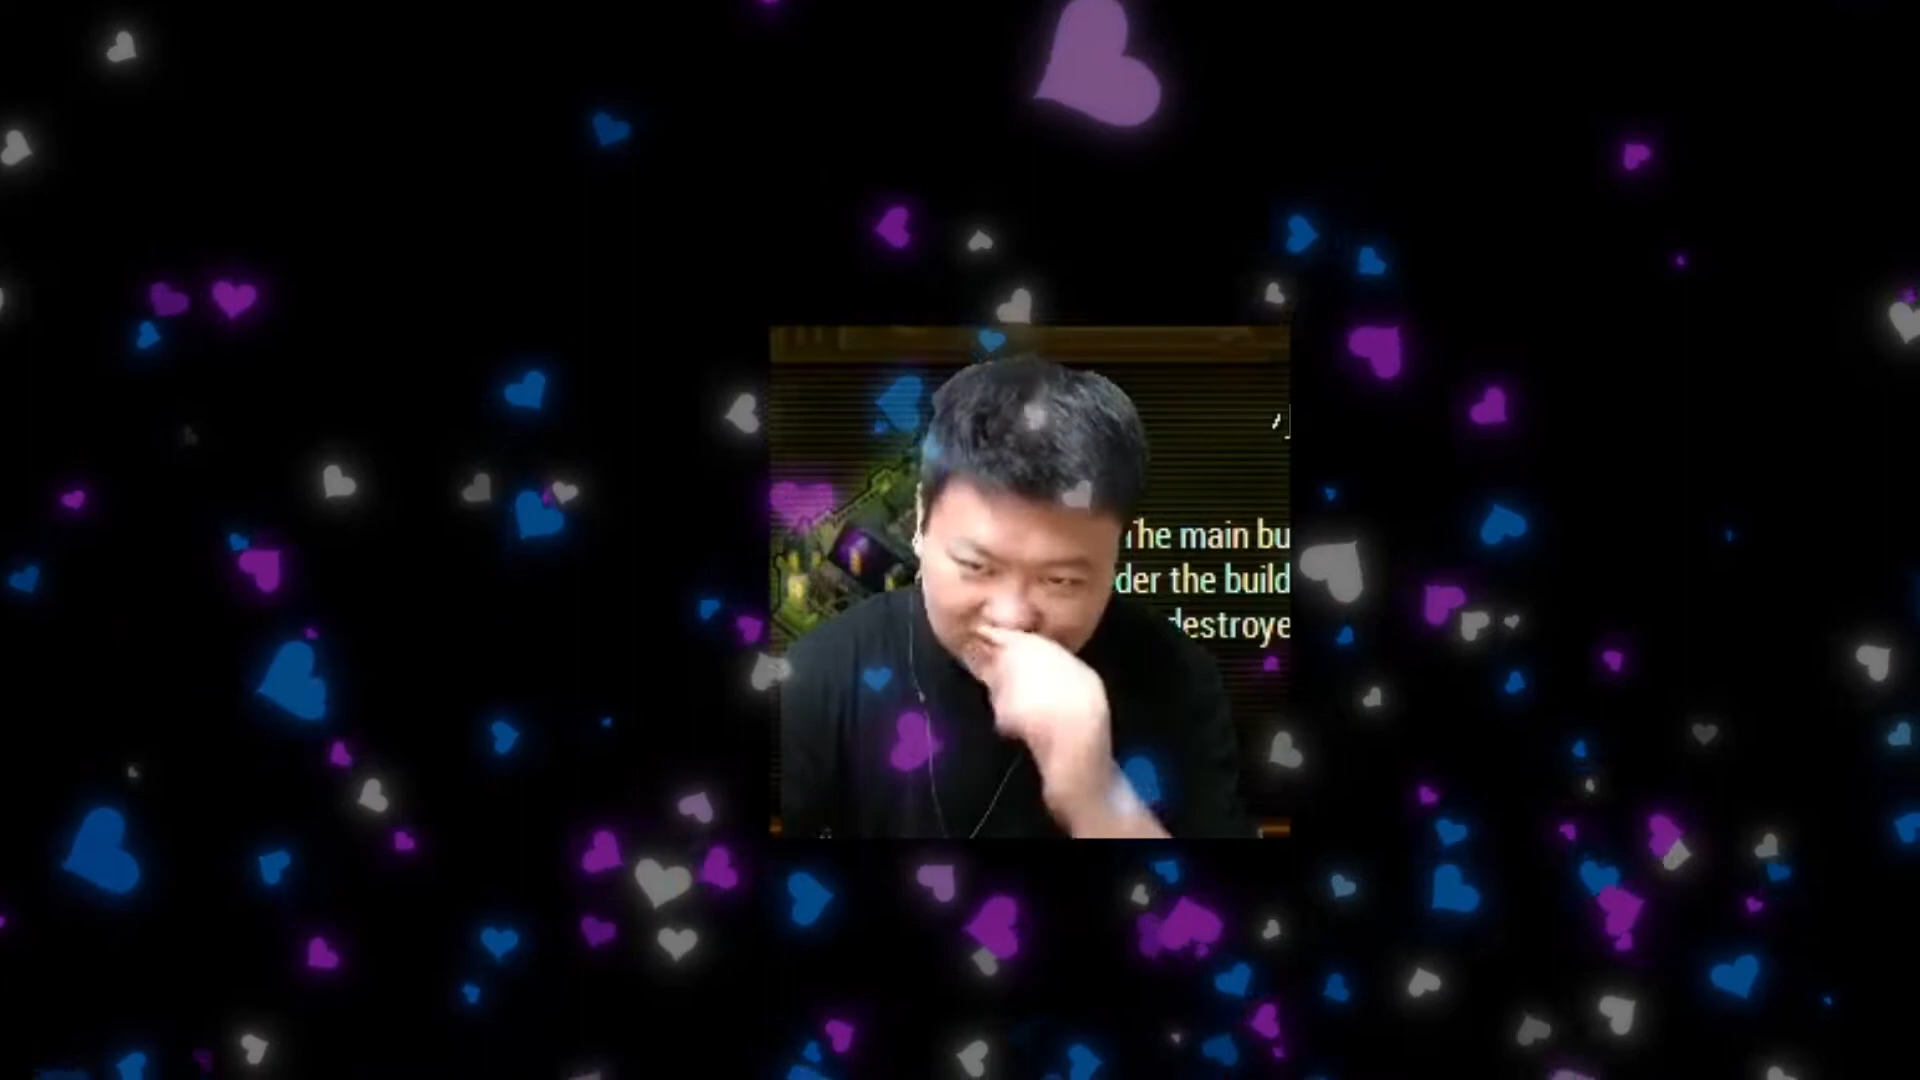 The main bu
der the build
destroye